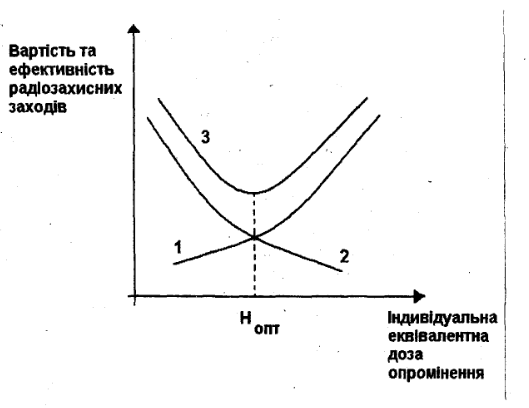 Вартість та
ефективність
радіозахисних
заходів
3
1
2
Н опт
Індивідуальна
еквівалентна
доза
опромінення